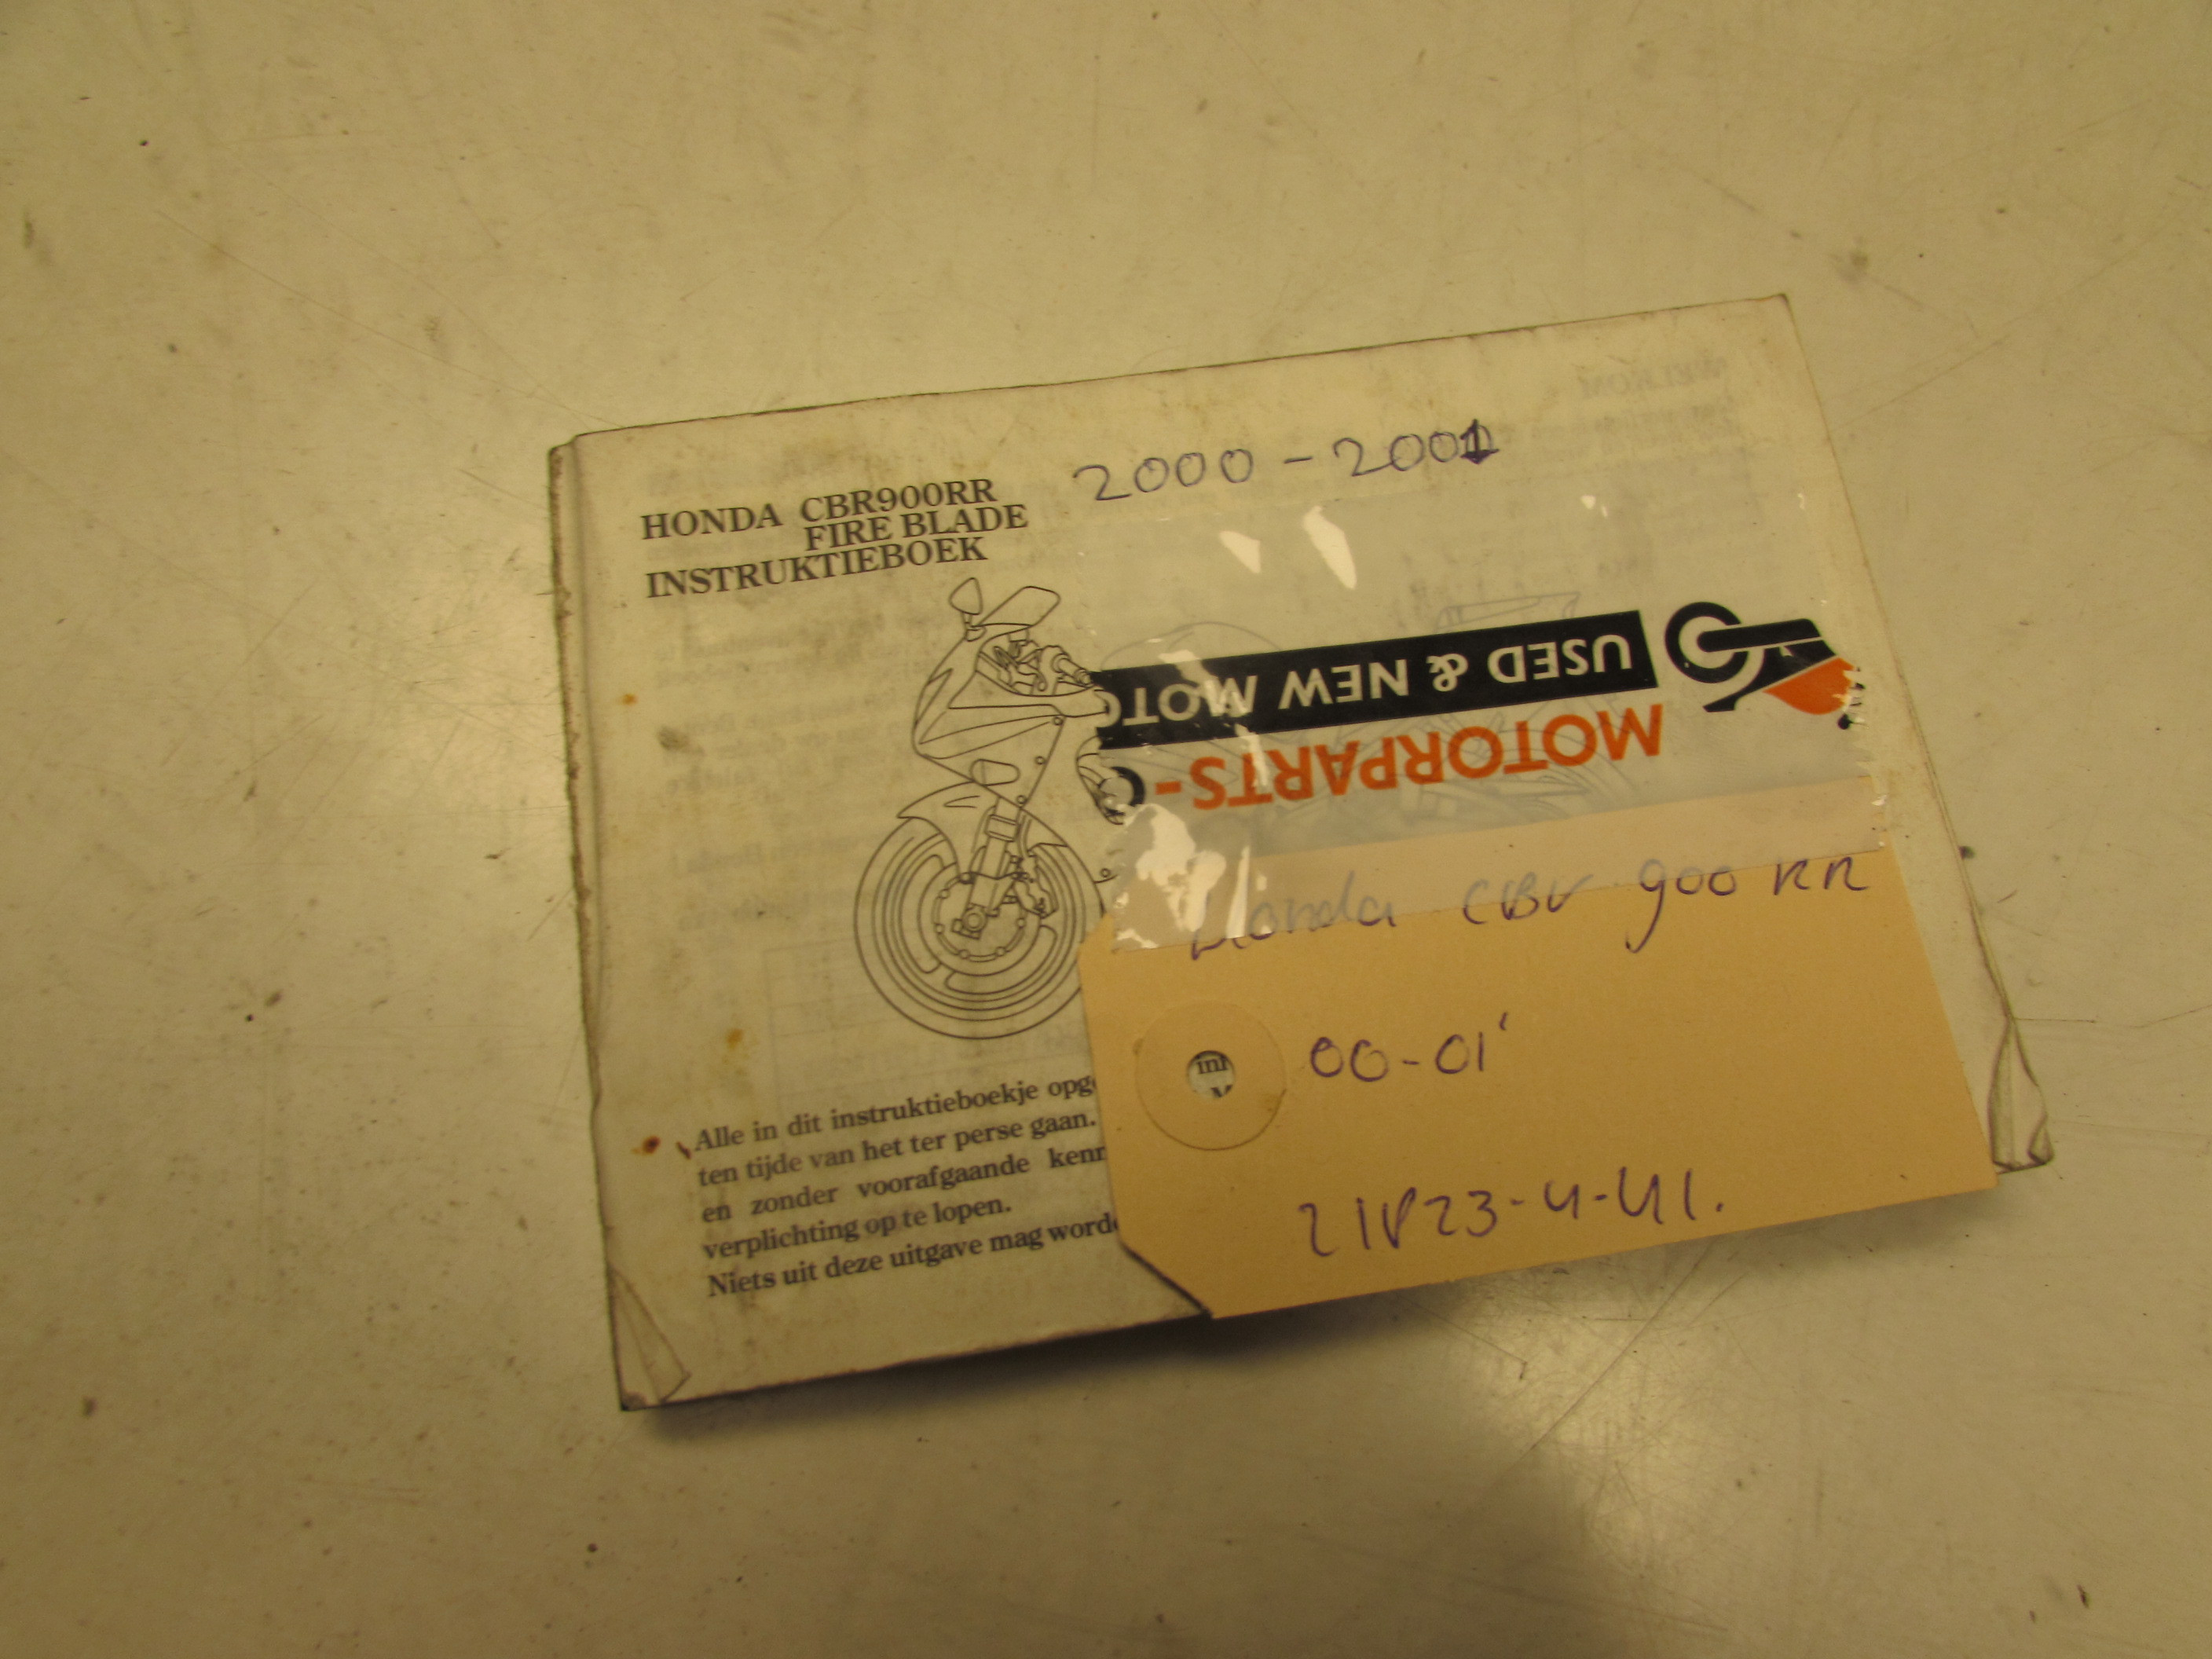 2000-2001
HONDA CBR900RR
FIRE BLADE
INSTRUKTIEBOEK
USED & NEW MOTO
MOTORPARTS-O
Honda CBR 900 RR
00-01'
Alle in dit instruktieboekje opge
ten tijde van het ter perse gaan.
en zonder voorafgaande kenn
verplichting op te lopen.
Niets uit deze uitgave mag worde